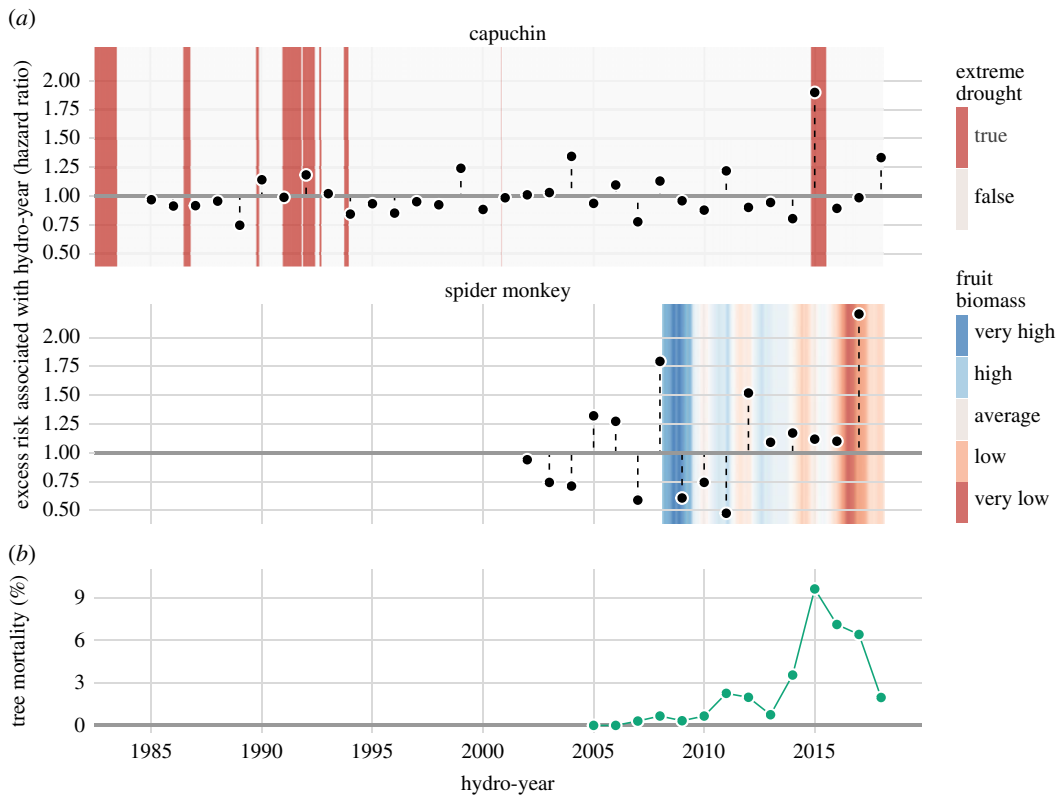 (a)
capuchin
excess risk associated with hydro-year (hazard ratio)
2.00
1.75
1.50
1.25
1.00
0.75
0.50
extreme
drought
true
false
spider monkey
2.00
1.75
1.50
1.25
1.00
0.75
0.50
fruit
biomass
very high
high
average
low
very low
(b)
tree mortality (%)
9
6
3
0
1985 1990 1995 2000 2005 2010 2015
hydro-year